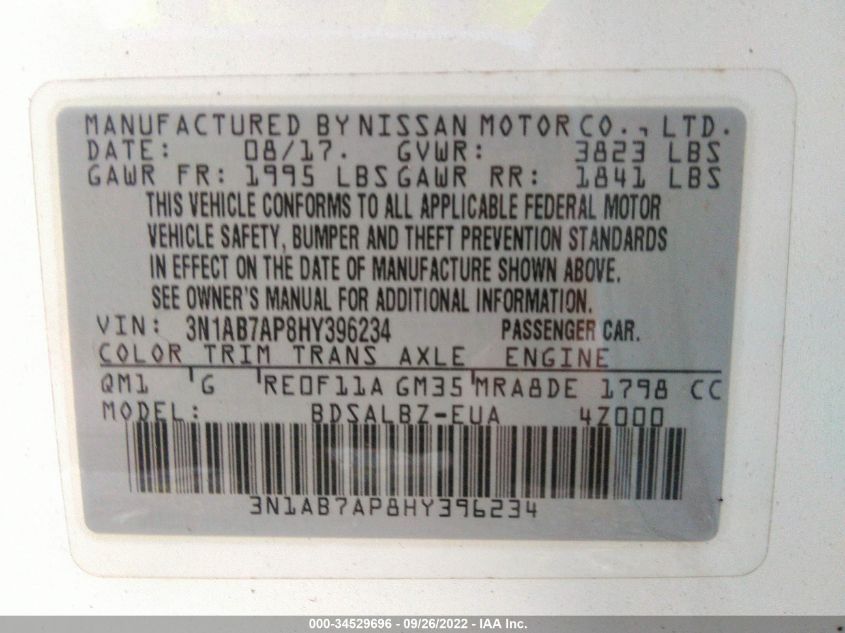 MANUFACTURED BY NISSAN MOTOR CO., LTD.
DATE: 08/17. GVWR: 3823 LBS
GAWR FR: 1995 LBS GAWR RR: 1841 LBS
THIS VEHICLE CONFORMS TO ALL APPLICABLE FEDERAL MOTOR
VEHICLE SAFETY, BUMPER AND THEFT PREVENTION STANDARDS
IN EFFECT ON THE DATE OF MANUFACTURE SHOWN ABOVE.
SEE OWNER'S MANUAL FOR ADDITIONAL INFORMATION.
VIN: 3N1AB7AP8HY396234 PASSENGER CAR.
COLOR TRIM TRANS AXLE ENGINE
QM1 G RE0F11A GM35 MRA8DE 1798 CC
MODEL: BDSALBZ-EUA 4Z000
3N1AB7AP8HY396234
000-34529696 - 09/26/2022 - IAA Inc.